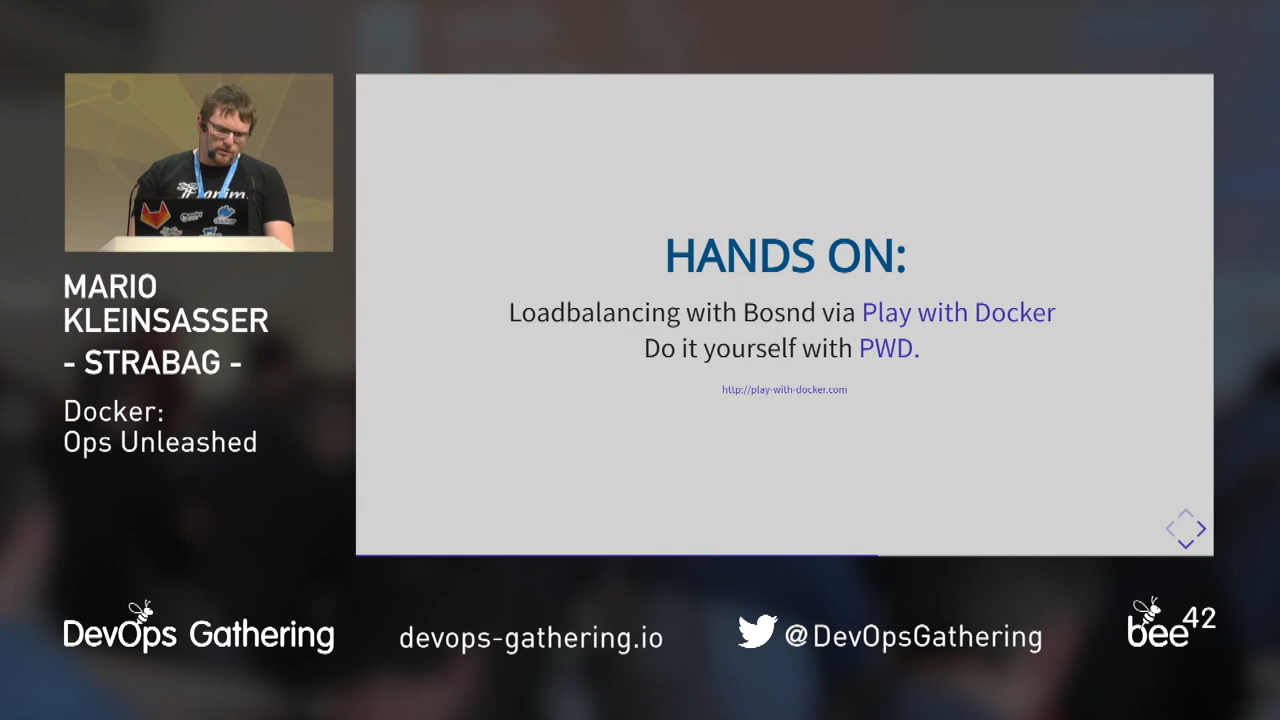 MARIO
KLEINSASSER
- STRABAG -
Docker:
Ops Unleashed
HANDS ON:
Loadbalancing with Bosnd via Play with Docker
Do it yourself with PWD.
http://play-with-docker.com
DevOps Gathering
devops-gathering.io
@DevOpsGathering
bee42